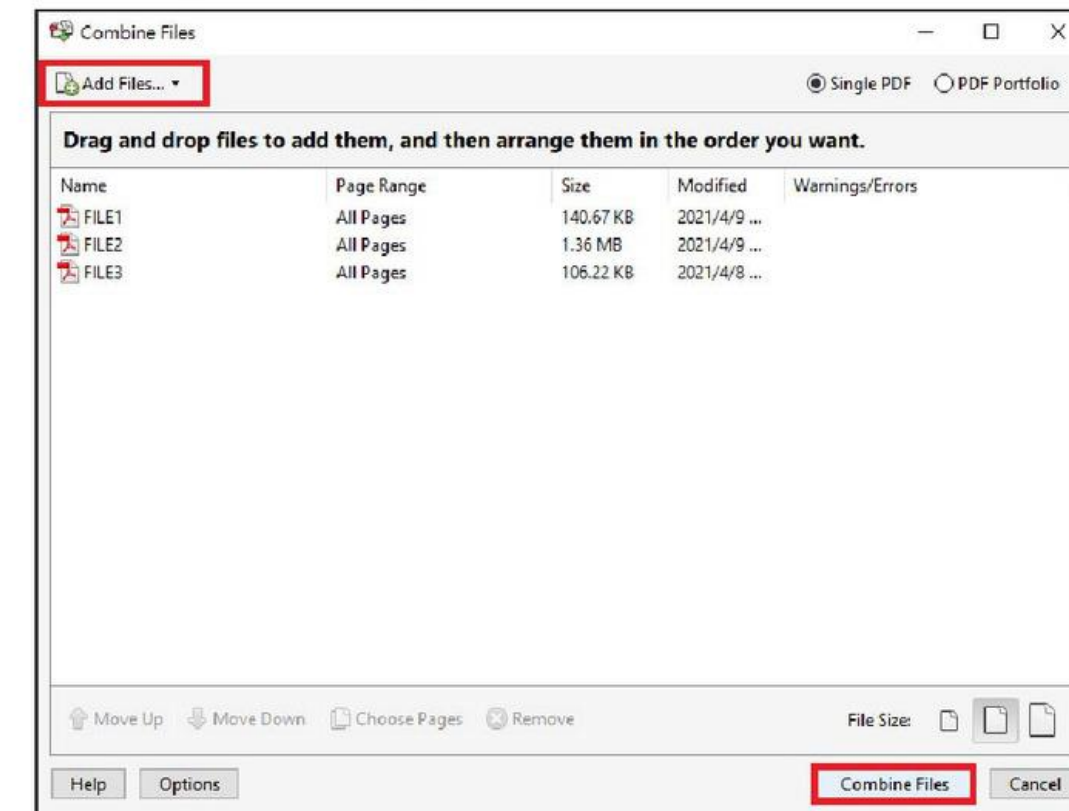 Combine Files
Add Files... Single PDF PDF Portfolio
Drag and drop files to add them, and then arrange them in the order you want.
Name Page Range Size Modified Warnings/Errors
FILE1 All Pages 140.67 KB 2021/4/9 ...
FILE2 All Pages 1.36 MB 2021/4/9 ...
FILE3 All Pages 106.22 KB 2021/4/8 ...
Move Up Move Down Choose Pages Remove File Size:
Help Options Combine Files Cancel